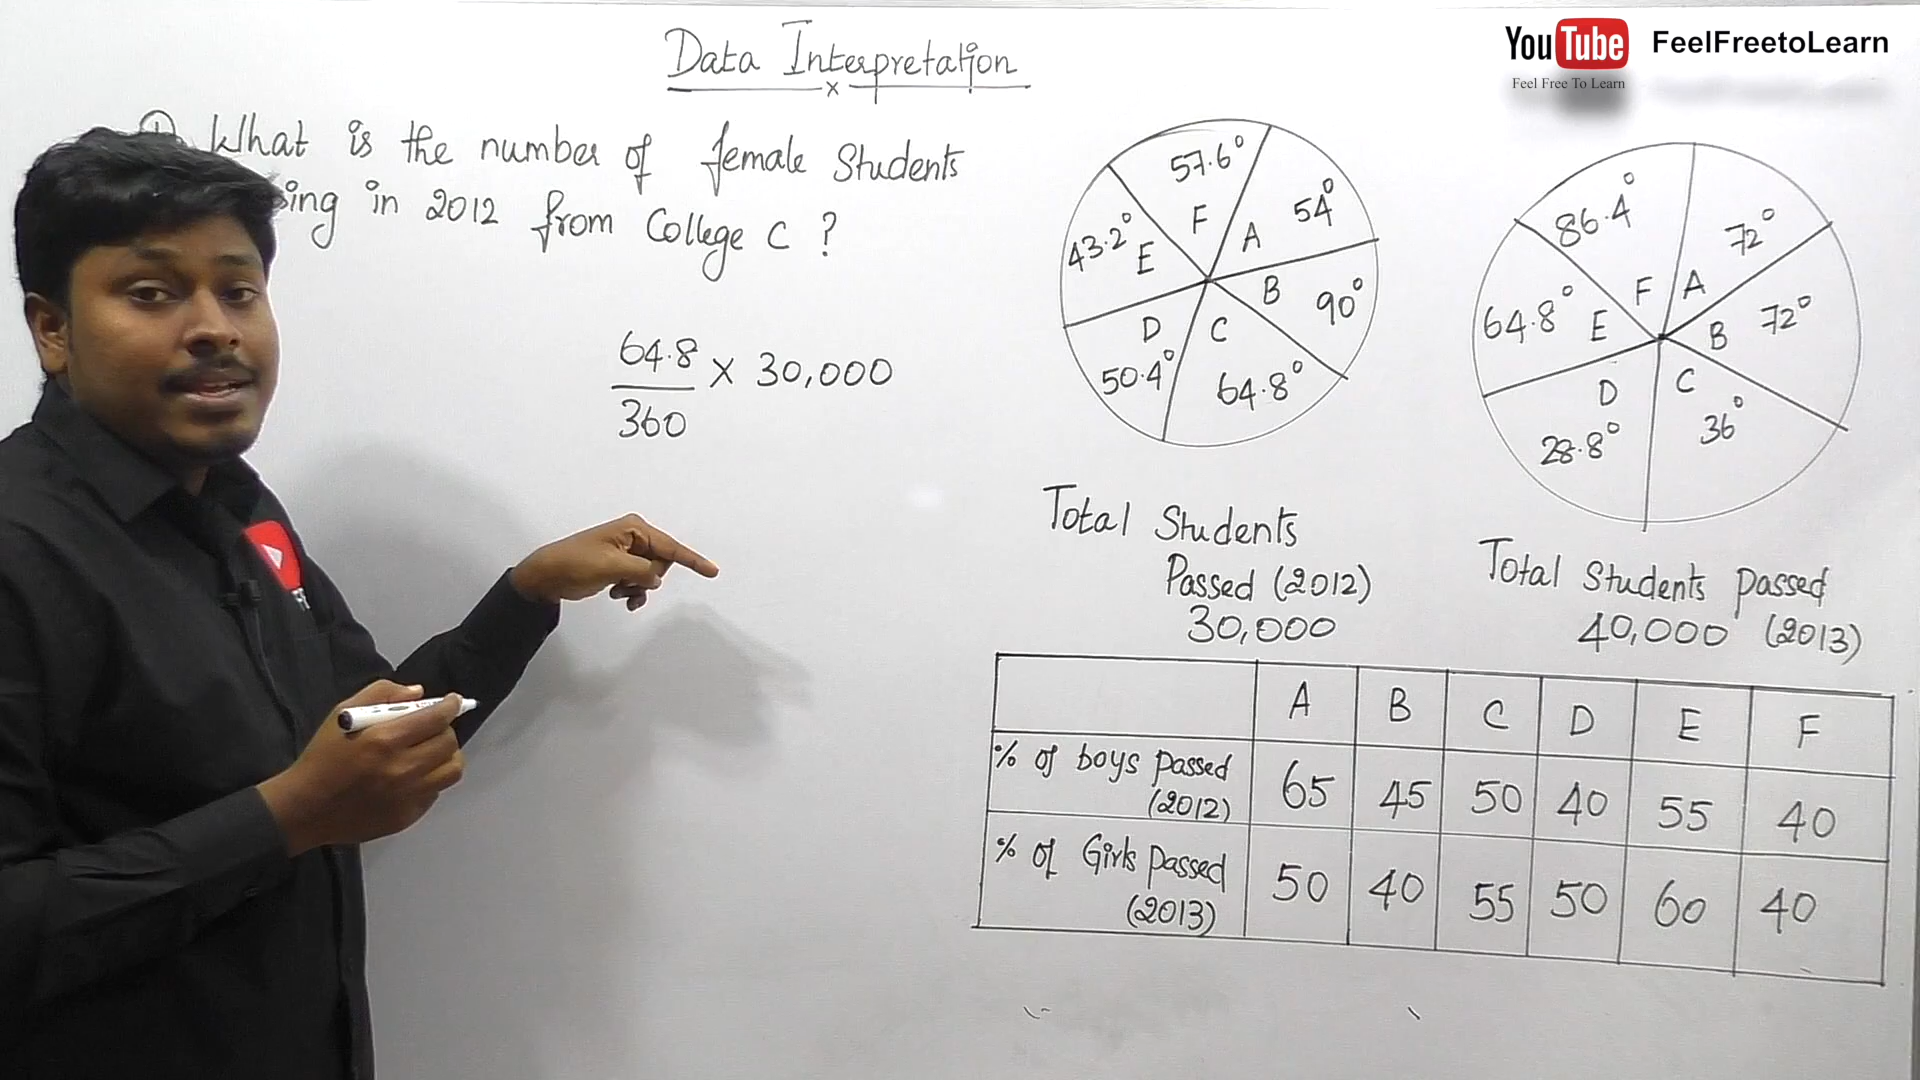 Data Interpretation
YouTube FeelFreetoLearn
Feel Free To Learn
What is the number of female Students
in 2012 from College C ?
64.8
360
× 30,000
57.6°
F
54°
A
43.2°
E
B
90°
D
50.4°
C
64.8°
Total Students
Passed (2012)
30,000
86.4°
F
72°
A
64.8°
E
B
72°
D
28.8°
C
36°
Total Students passed
40,000 (2013)
A B C D E F
% of boys passed
(2012)
65 45 50 40 55 40
% of Girls passed
(2013)
50 40 55 50 60 40